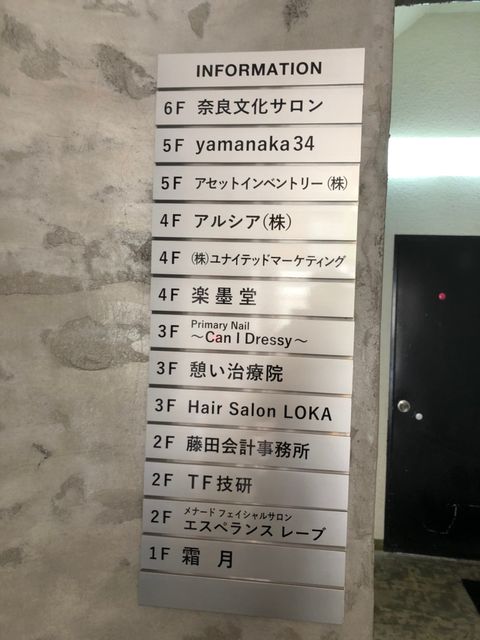 INFORMATION
6F 奈良文化サロン
5F yamanaka34
5F アセットインベントリー(株)
4F アルシア(株)
4F (株)ユナイテッドマーケティング
4F 楽墨堂
3F Primary Nail
〜Can I Dressy〜
3F 憩い治療院
3F Hair Salon LOKA
2F 藤田会計事務所
2F TF技研
2F メナード フェイシャルサロン
エスペランス レーブ
1F 霜 月